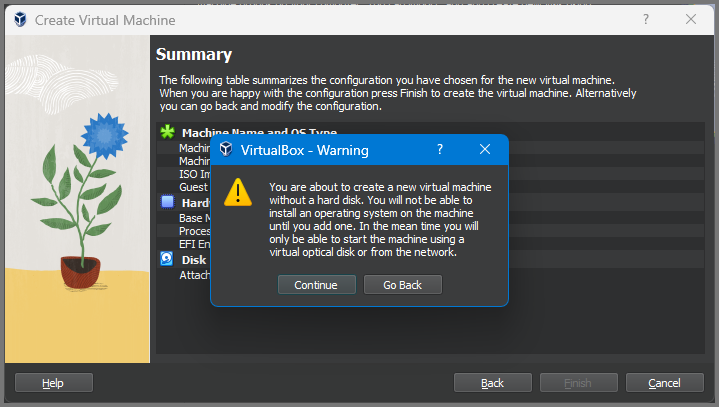 Create Virtual Machine
?
Summary
The following table summarizes the configuration you have chosen for the new virtual machine.
When you are happy with the configuration press Finish to create the virtual machine. Alternatively
you can go back and modify the configuration.
Machine Name and OS Type
Machin
Machin
ISO Im
Guest
Hardw
Base M
Process
EFI En
Disk
Attach
VirtualBox - Warning
?
You are about to create a new virtual machine
without a hard disk. You will not be able to
install an operating system on the machine
until you add one. In the mean time you will
only be able to start the machine using a
virtual optical disk or from the network.
Continue
Go Back
Help
Back
Finish
Cancel